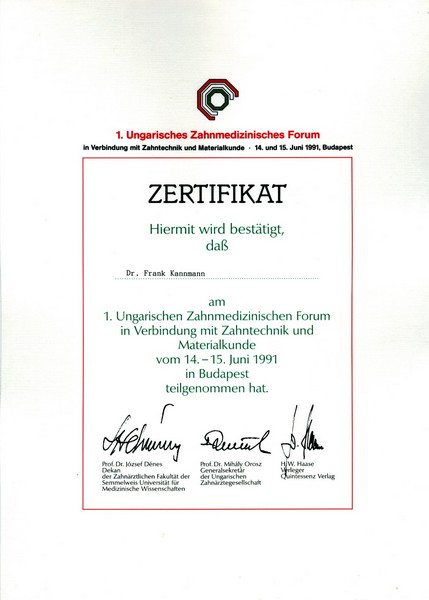 1. Ungarisches Zahnmedizinisches Forum
in Verbindung mit Zahntechnik und Materialkunde · 14. und 15. Juni 1991, Budapest
ZERTIFIKAT
Hiermit wird bestätigt,
daß
Dr. Frank Kannmann
am
1. Ungarischen Zahnmedizinischen Forum
in Verbindung mit Zahntechnik und
Materialkunde
vom 14. – 15. Juni 1991
in Budapest
teilgenommen hat.
Prof. Dr. József Dénes
Dekan
der Zahnärztlichen Fakultät der
Semmelweis Universität für
Medizinische Wissenschaften
Prof. Dr. Mihály Orosz
Generalsekretär
der Ungarischen
Zahnärztegesellschaft
H.W. Haase
Verleger
Quintessenz Verlag